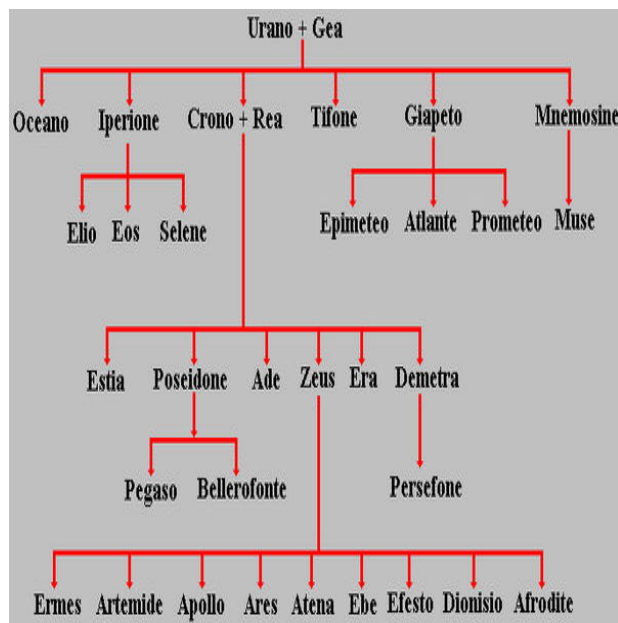 Urano + Gea
Oceano Iperione Crono + Rea Tifone Giapeto Mnemosine
Elio Eos Selene Epimeteo Atlante Prometeo Muse
Estia Poseidone Ade Zeus Era Demetra
Pegaso Bellerofonte Persefone
Ermes Artemide Apollo Ares Atena Ebe Efesto Dionisio Afrodite